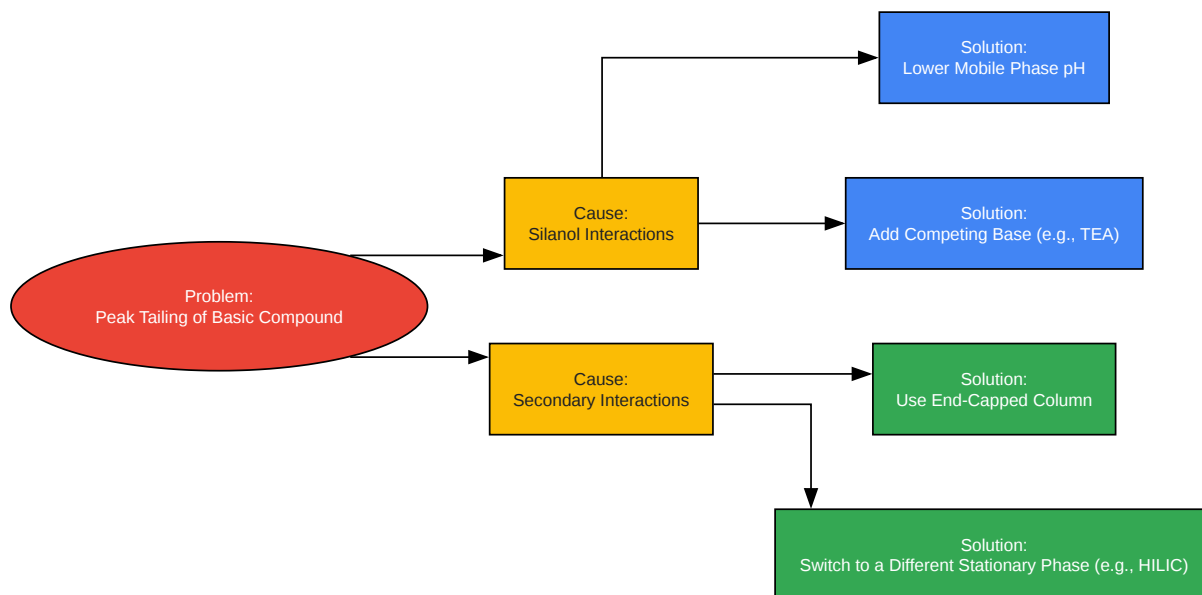 Problem:
Peak Tailing of Basic Compound
Cause:
Silanol Interactions
Solution:
Lower Mobile Phase pH
Solution:
Add Competing Base (e.g., TEA)
Cause:
Secondary Interactions
Solution:
Use End-Capped Column
Solution:
Switch to a Different Stationary Phase (e.g., HILIC)